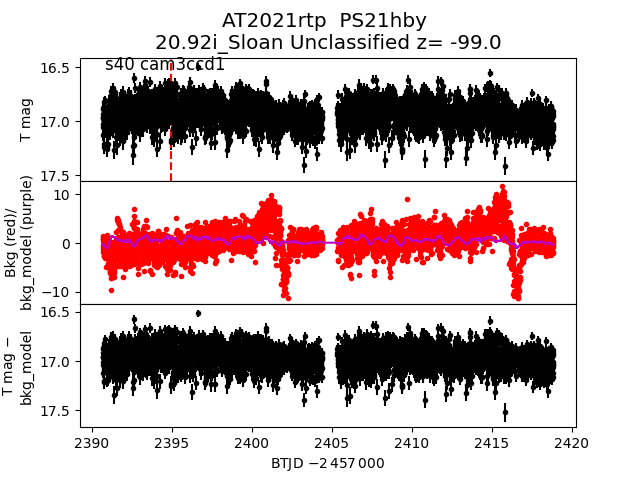 AT2021rtp  PS21hby
20.92i_Sloan Unclassified z= -99.0
s40 cam3ccd1
16.5
17.0
17.5
T mag
10
0
−10
Bkg (red)/
bkg_model (purple)
16.5
17.0
17.5
T mag −
bkg_model
2390 2395 2400 2405 2410 2415 2420
BTJD −2 457 000